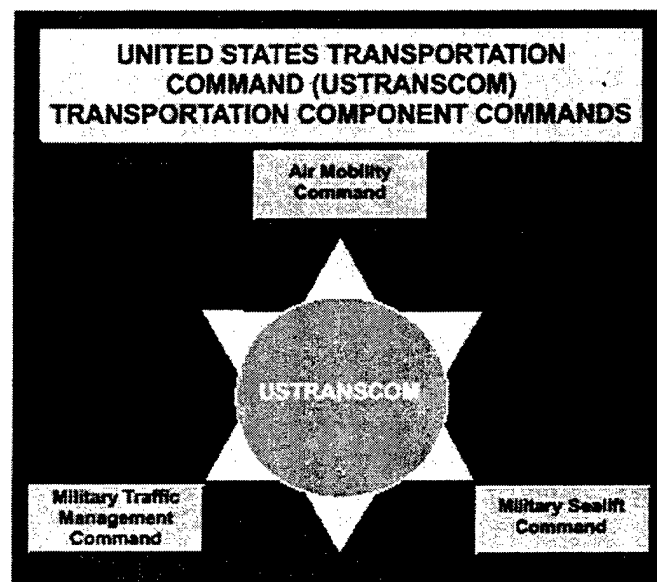 UNITED STATES TRANSPORTATION
COMMAND (USTRANSCOM)
TRANSPORTATION COMPONENT COMMANDS
Air Mobility
Command
USTRANSCOM
Military Traffic
Management
Command
Military Sealift
Command